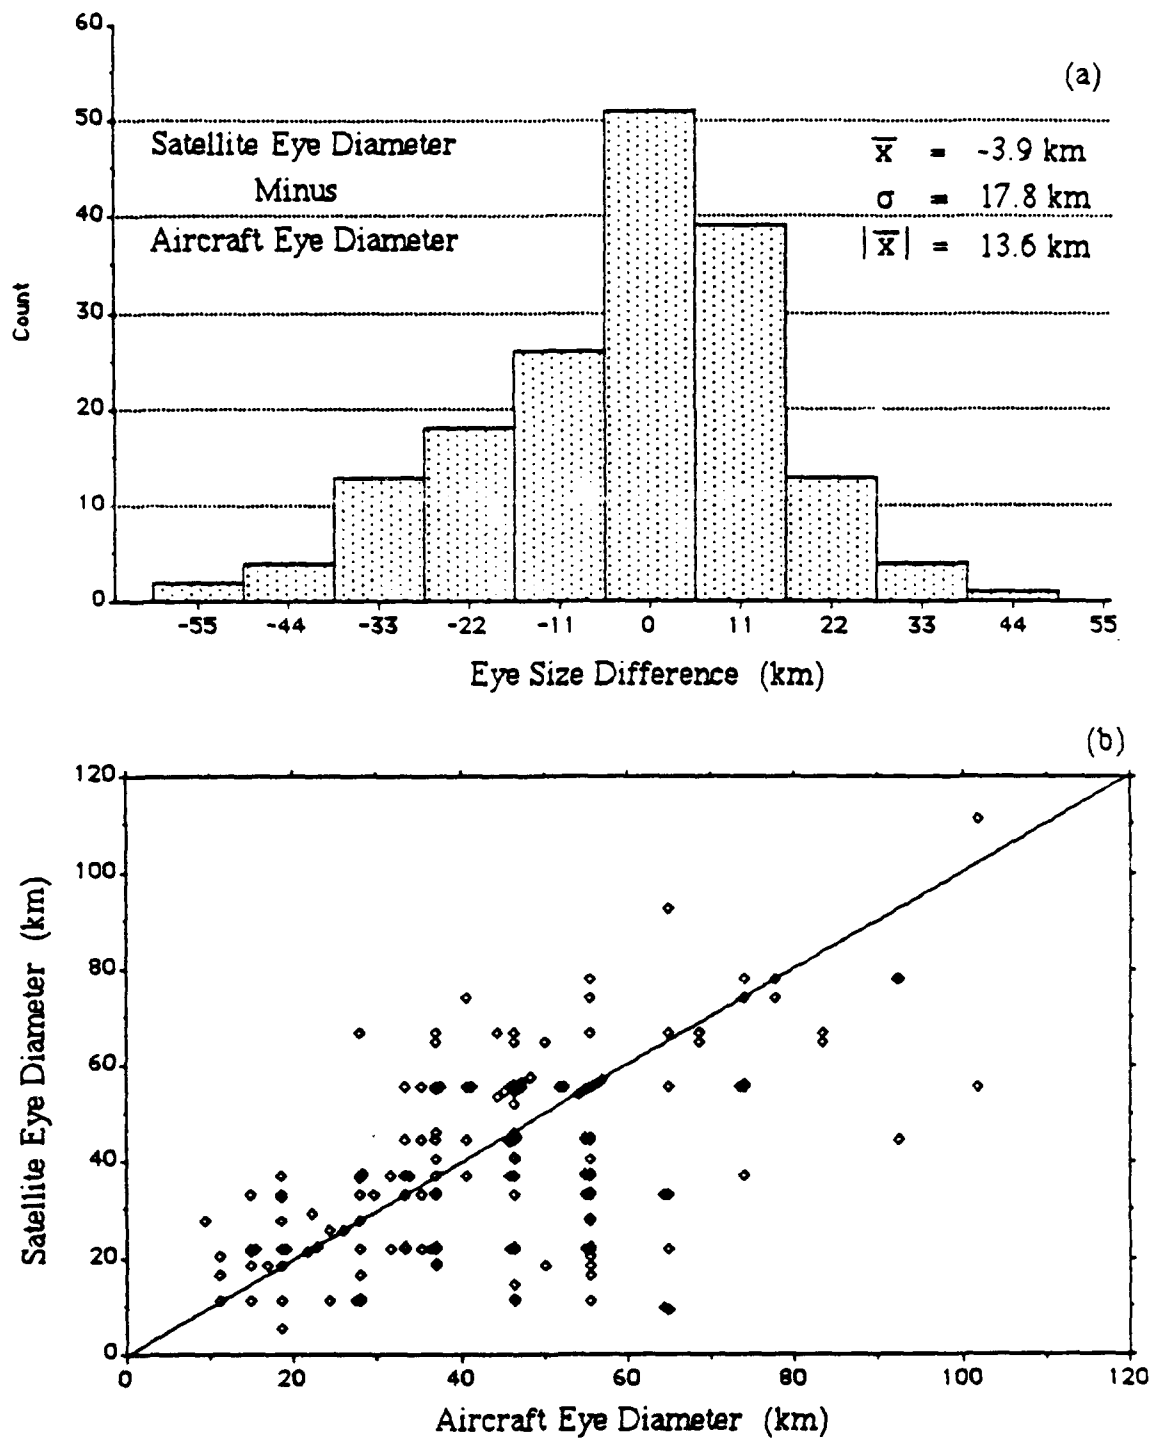 (a)
60
50
40
30
20
10
0
Count
Satellite Eye Diameter
Minus
Aircraft Eye Diameter
x̅ = -3.9 km
σ = 17.8 km
|x̅| = 13.6 km
-55 -44 -33 -22 -11 0 11 22 33 44 55
Eye Size Difference (km)
(b)
120
100
80
60
40
20
0
Satellite Eye Diameter (km)
0 20 40 60 80 100 120
Aircraft Eye Diameter (km)